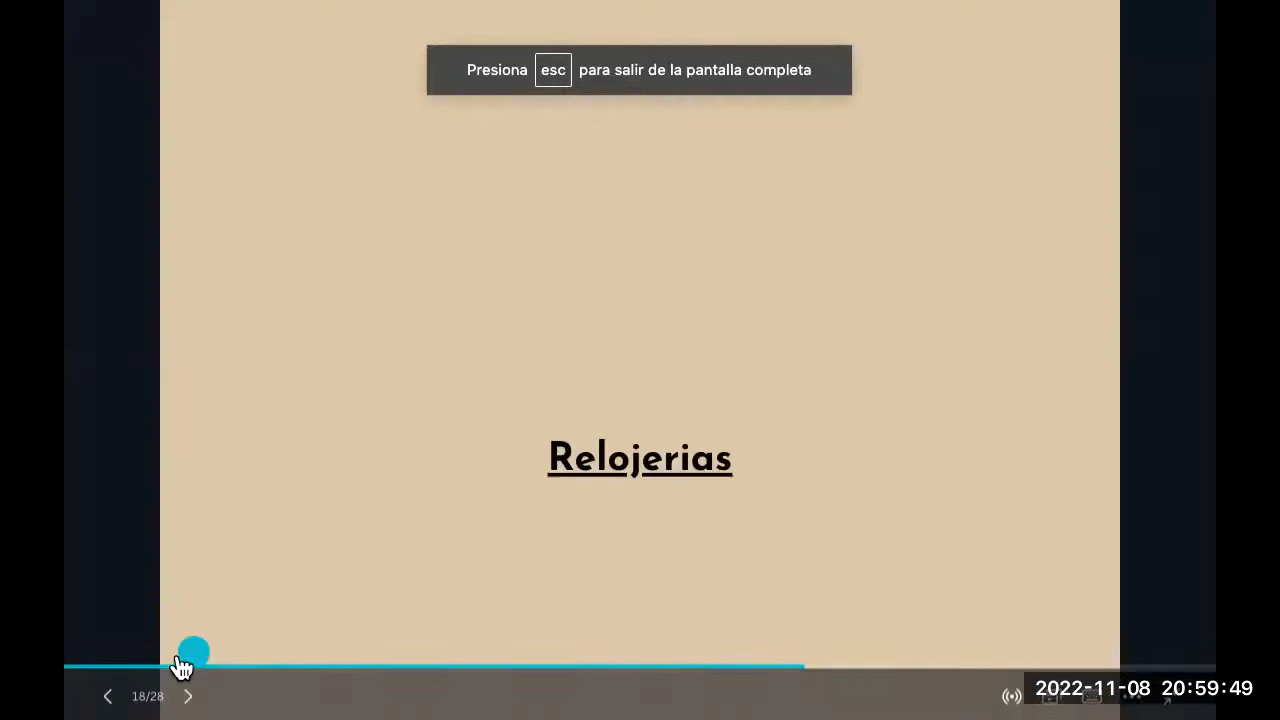 Presiona esc para salir de la pantalla completa
Relojerias
18/28
2022-11-08 20:59:49